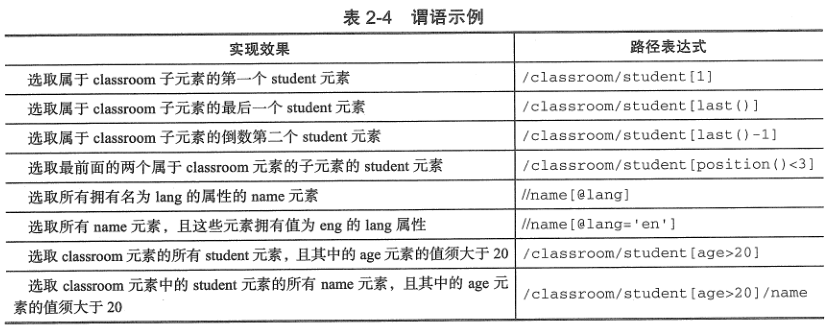 表 2-4 谓语示例
实现效果 路径表达式
选取属于 classroom 子元素的第一个 student 元素 /classroom/student[1]
选取属于 classroom 子元素的最后一个 student 元素 /classroom/student[last()]
选取属于 classroom 子元素的倒数第二个 student 元素 /classroom/student[last()-1]
选取最前面的两个属于 classroom 元素的子元素的 student 元素 /classroom/student[position()<3]
选取所有拥有名为 lang 的属性的 name 元素 //name[@lang]
选取所有 name 元素，且这些元素拥有值为 eng 的 lang 属性 //name[@lang='en']
选取 classroom 元素的所有 student 元素，且其中的 age 元素的值须大于 20 /classroom/student[age>20]
选取 classroom 元素中的 student 元素的所有 name 元素，且其中的 age 元
素的值须大于 20 /classroom/student[age>20]/name